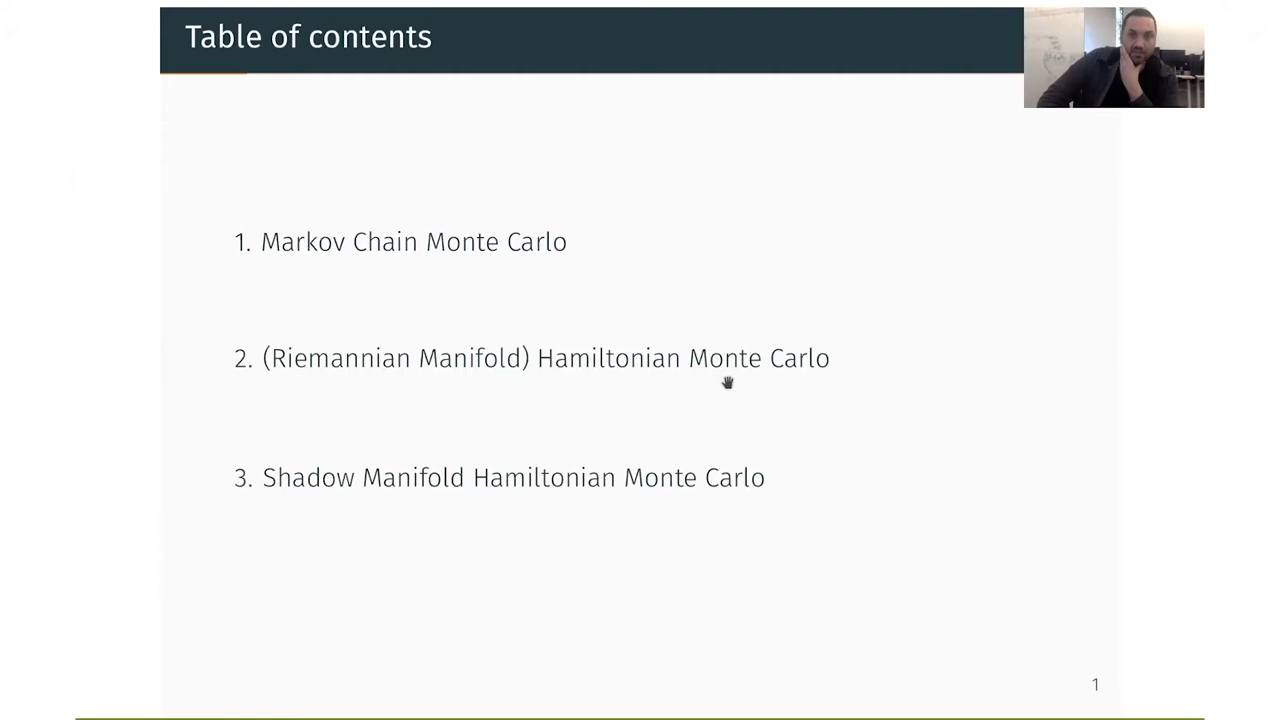 Table of contents
1. Markov Chain Monte Carlo
2. (Riemannian Manifold) Hamiltonian Monte Carlo
3. Shadow Manifold Hamiltonian Monte Carlo
1